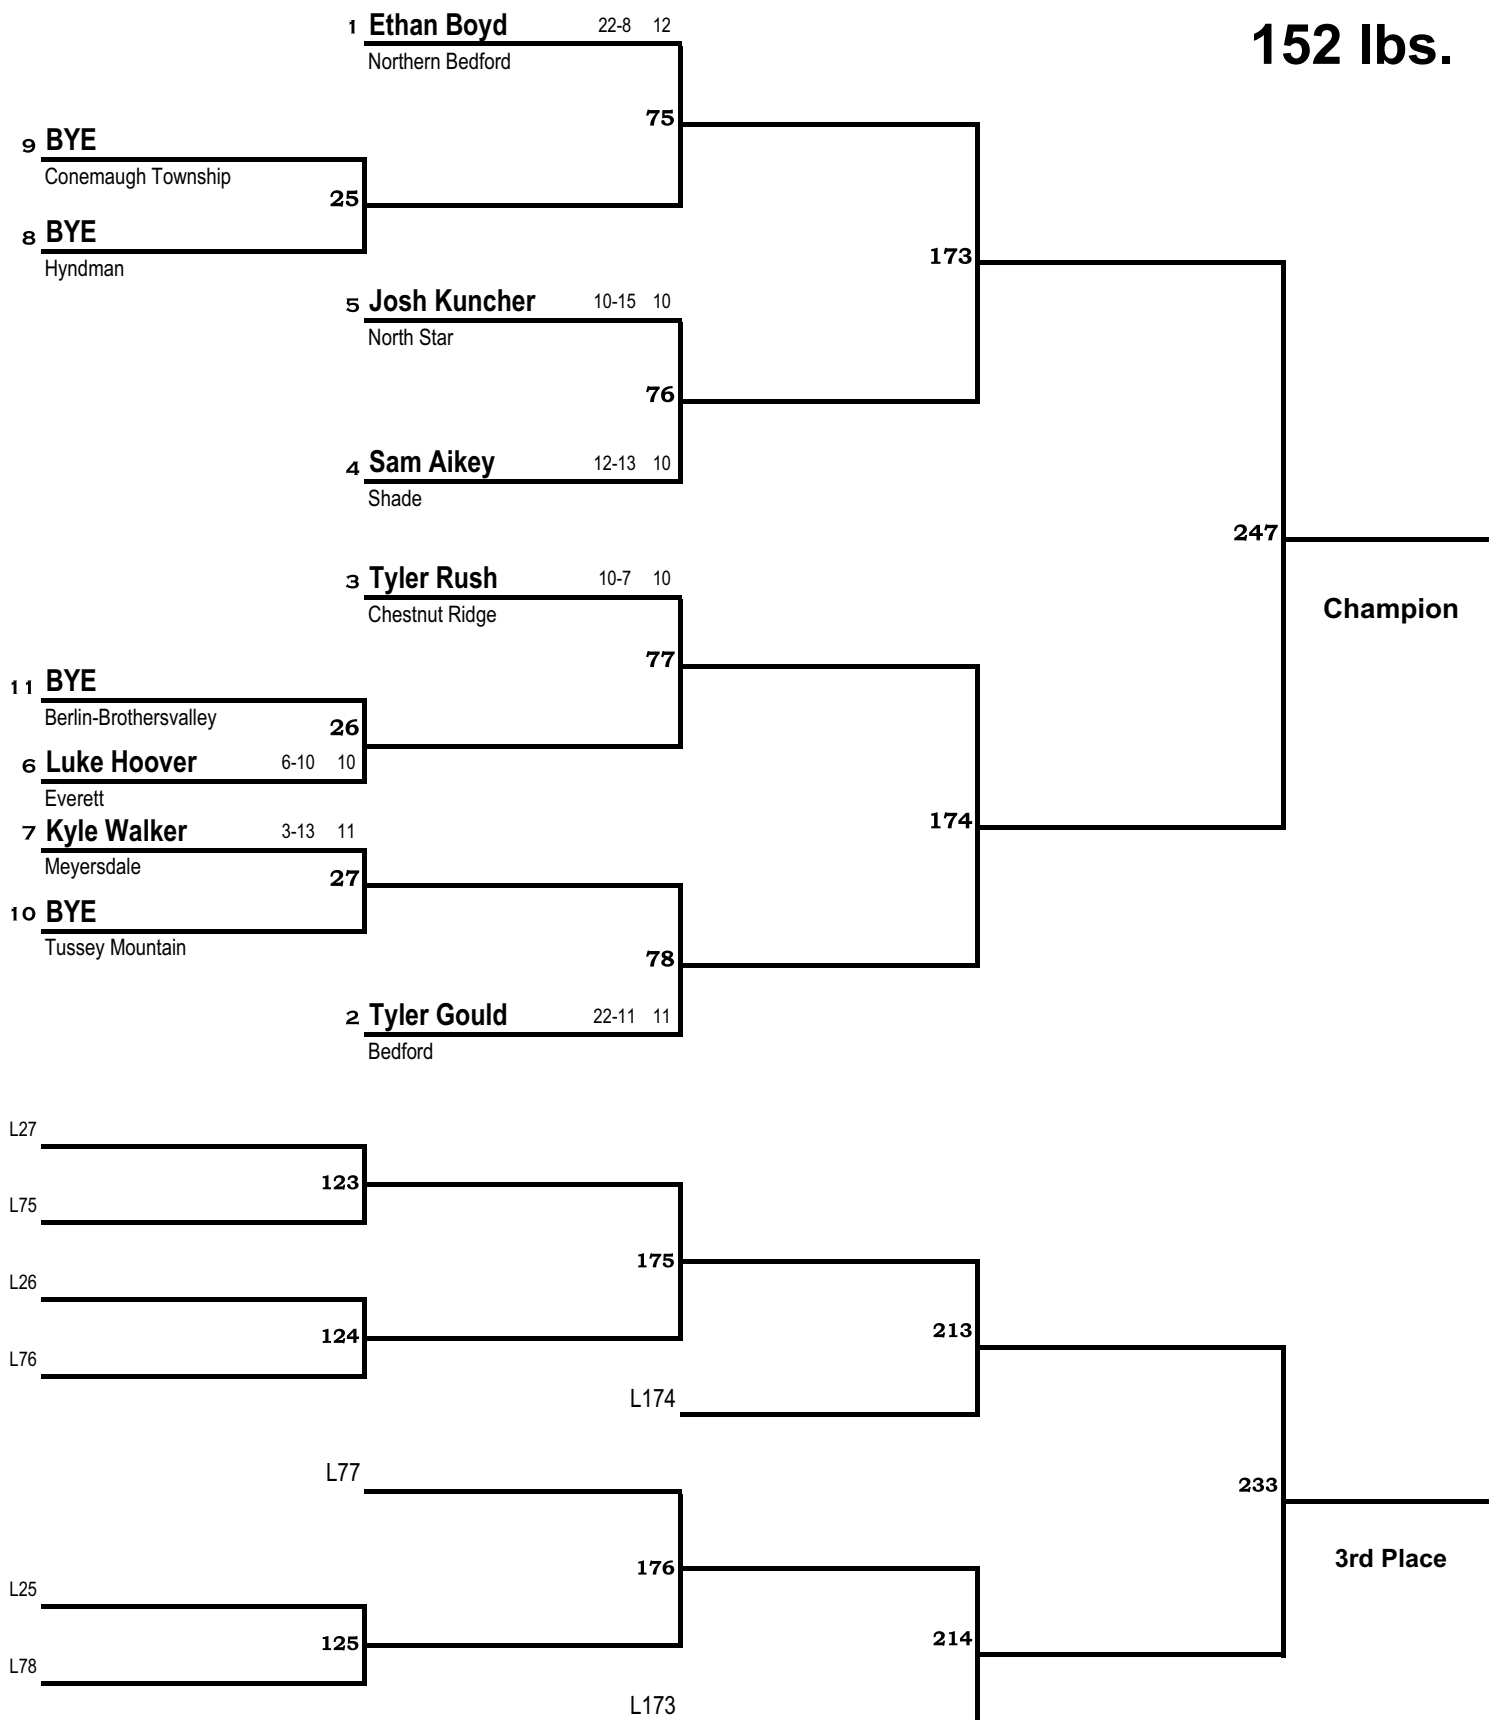 1 Ethan Boyd 22-8 12
152 lbs.
Northern Bedford
75
9 BYE
Conemaugh Township
25
8 BYE
Hyndman
173
5 Josh Kuncher 10-15 10
North Star
76
4 Sam Aikey 12-13 10
Shade
247
3 Tyler Rush 10-7 10
Chestnut Ridge
Champion
77
11 BYE
Berlin-Brothersvalley
26
6 Luke Hoover 6-10 10
Everett
7 Kyle Walker 3-13 11
174
Meyersdale
27
10 BYE
Tussey Mountain
78
2 Tyler Gould 22-11 11
Bedford
L27
123
L75
175
L26
124
213
L76
L174
L77
233
176
3rd Place
L25
125
214
L78
L173